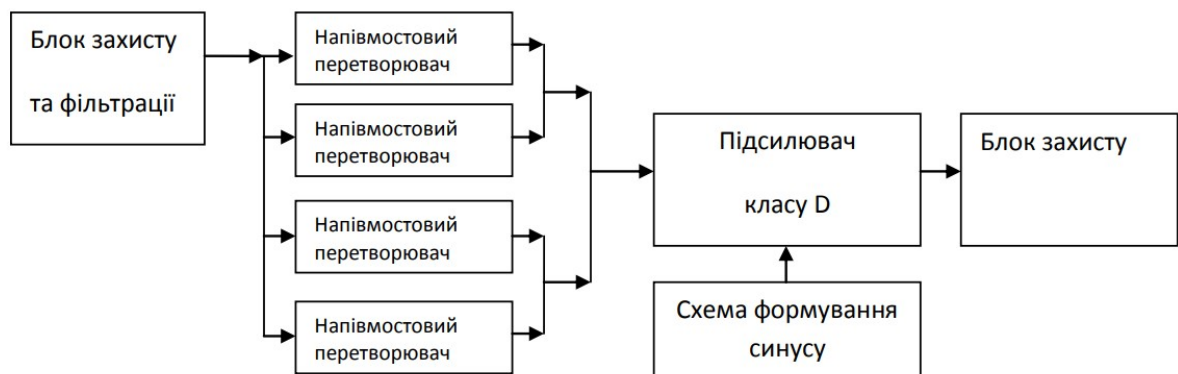 Блок захисту
та фільтрації
Напівмостовий
перетворювач
Напівмостовий
перетворювач
Напівмостовий
перетворювач
Напівмостовий
перетворювач
Підсилювач
класу D
Блок захисту
Схема формування
синусу